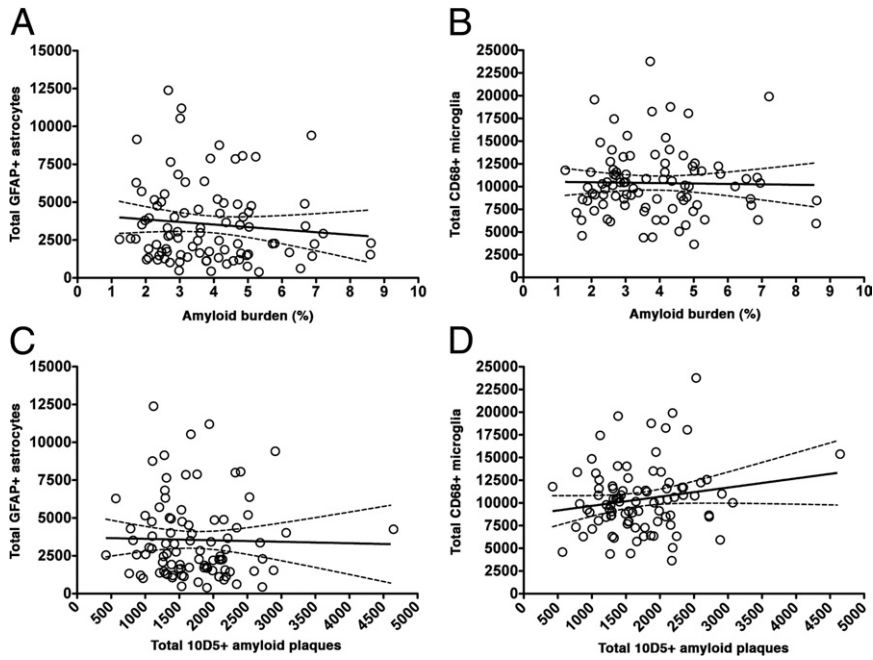 A
Total GFAP+ astrocytes
15000
12500
10000
7500
5000
2500
0
0 1 2 3 4 5 6 7 8 9 10
Amyloid burden (%)
B
Total CD68+ microglia
25000
22500
20000
17500
15000
12500
10000
7500
5000
2500
0
0 1 2 3 4 5 6 7 8 9 10
Amyloid burden (%)
C
Total GFAP+ astrocytes
15000
12500
10000
7500
5000
2500
0
0 500 1000 1500 2000 2500 3000 3500 4000 4500 5000
Total 10D5+ amyloid plaques
D
Total CD68+ microglia
25000
22500
20000
17500
15000
12500
10000
7500
5000
2500
0
0 500 1000 1500 2000 2500 3000 3500 4000 4500 5000
Total 10D5+ amyloid plaques